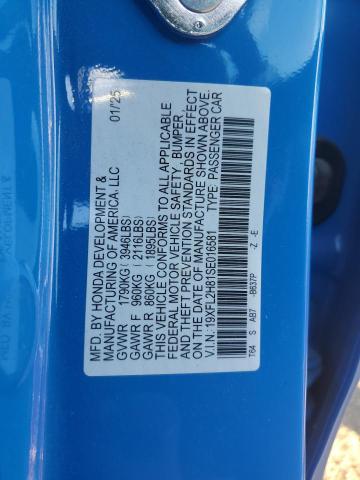 MFD. BY HONDA DEVELOPMENT &
MANUFACTURING OF AMERICA, LLC 01/25
GVWR 1790KG (3946LBS)
GAWR F 960KG (2116LBS)
GAWR R 860KG (1895LBS)
THIS VEHICLE CONFORMS TO ALL APPLICABLE
FEDERAL MOTOR VEHICLE SAFETY, BUMPER,
AND THEFT PREVENTION STANDARDS IN EFFECT
ON THE DATE OF MANUFACTURE SHOWN ABOVE.
V.I.N.: 19XFL2H81SE016581 TYPE: PASSENGER CAR
T64 S AB7 -B637P -Z -E